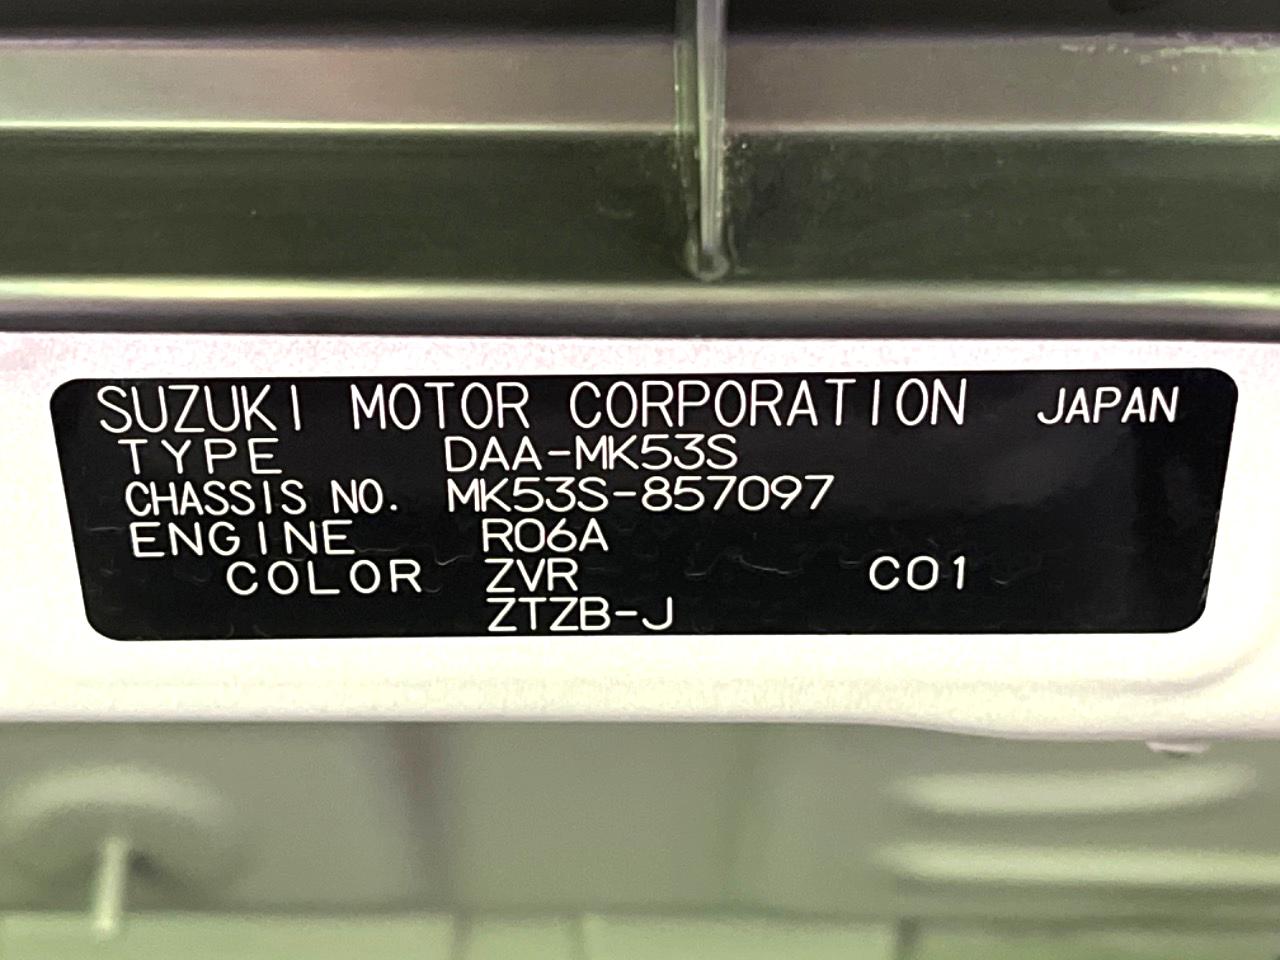 SUZUKI MOTOR CORPORATION JAPAN
TYPE DAA-MK53S
CHASSIS NO. MK53S-857097
ENGINE R06A
COLOR ZVR C01
ZTZB-J